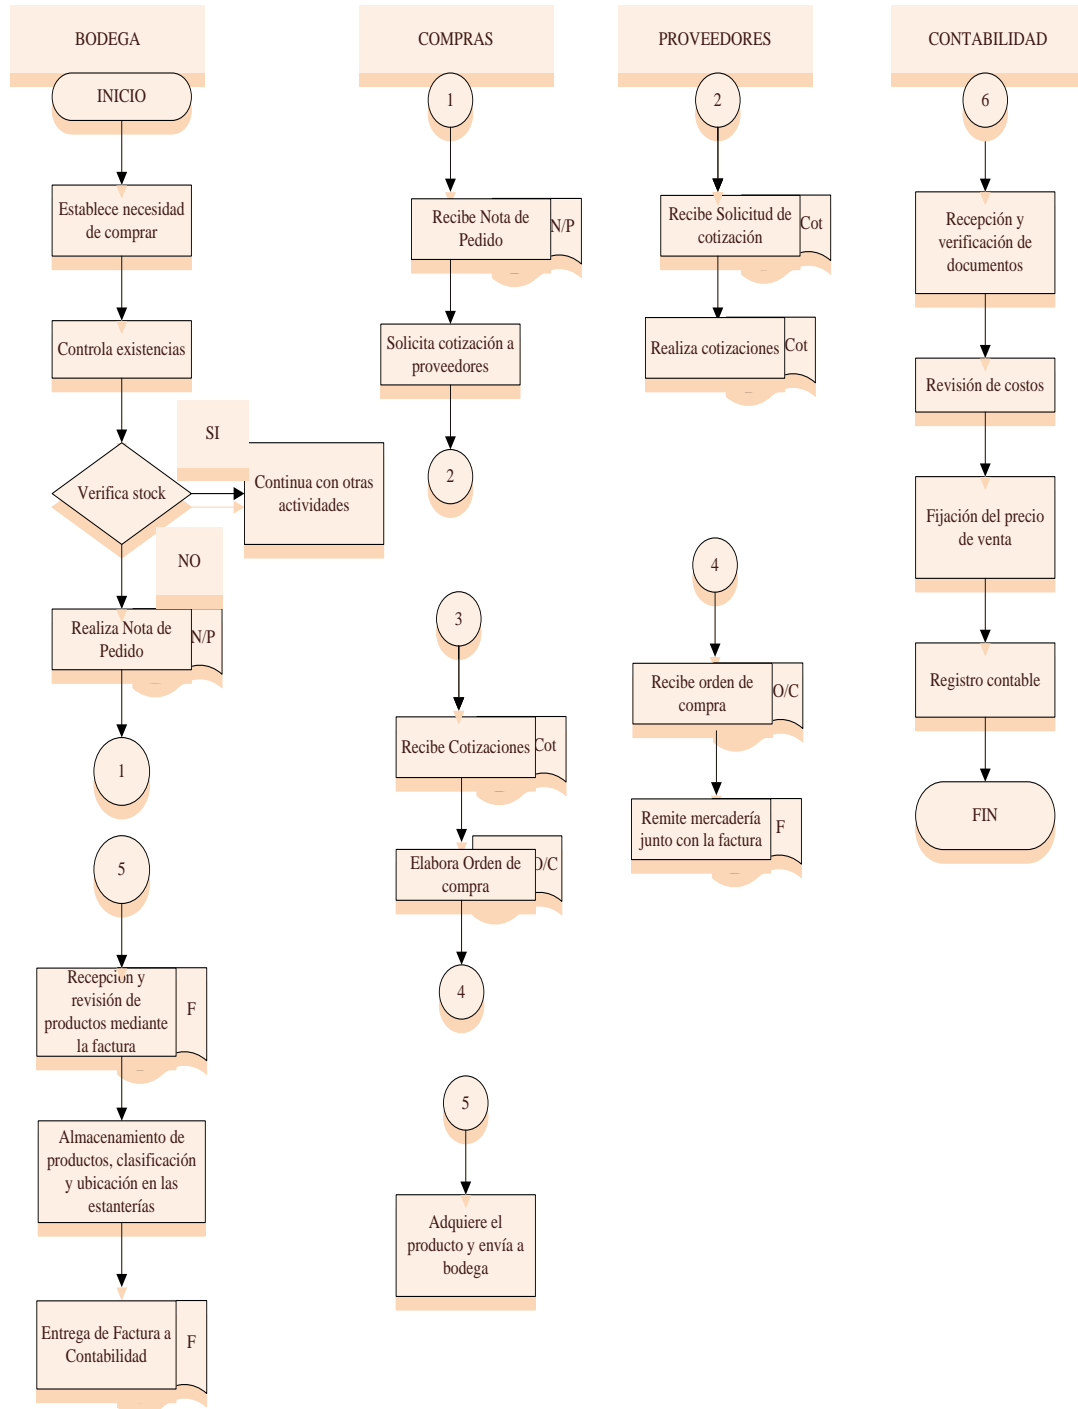 BODEGA
INICIO
Establece necesidad
de comprar
Controla existencias
Verifica stock
SI
Continua con otras
actividades
NO
Realiza Nota de
Pedido
N/P
1
5
Recepción y
revisión de
productos mediante
la factura
F
Almacenamiento de
productos, clasificación
y ubicación en las
estanterías
Entrega de Factura a
Contabilidad
F
COMPRAS
1
Recibe Nota de
Pedido
N/P
Solicita cotización a
proveedores
2
3
Recibe Cotizaciones
Cot
Elabora Orden de
compra
O/C
4
5
Adquiere el
producto y envía a
bodega
PROVEEDORES
2
Recibe Solicitud de
cotización
Cot
Realiza cotizaciones
Cot
4
Recibe orden de
compra
O/C
Remite mercadería
junto con la factura
F
CONTABILIDAD
6
Recepción y
verificación de
documentos
Revisión de costos
Fijación del precio
de venta
Registro contable
FIN